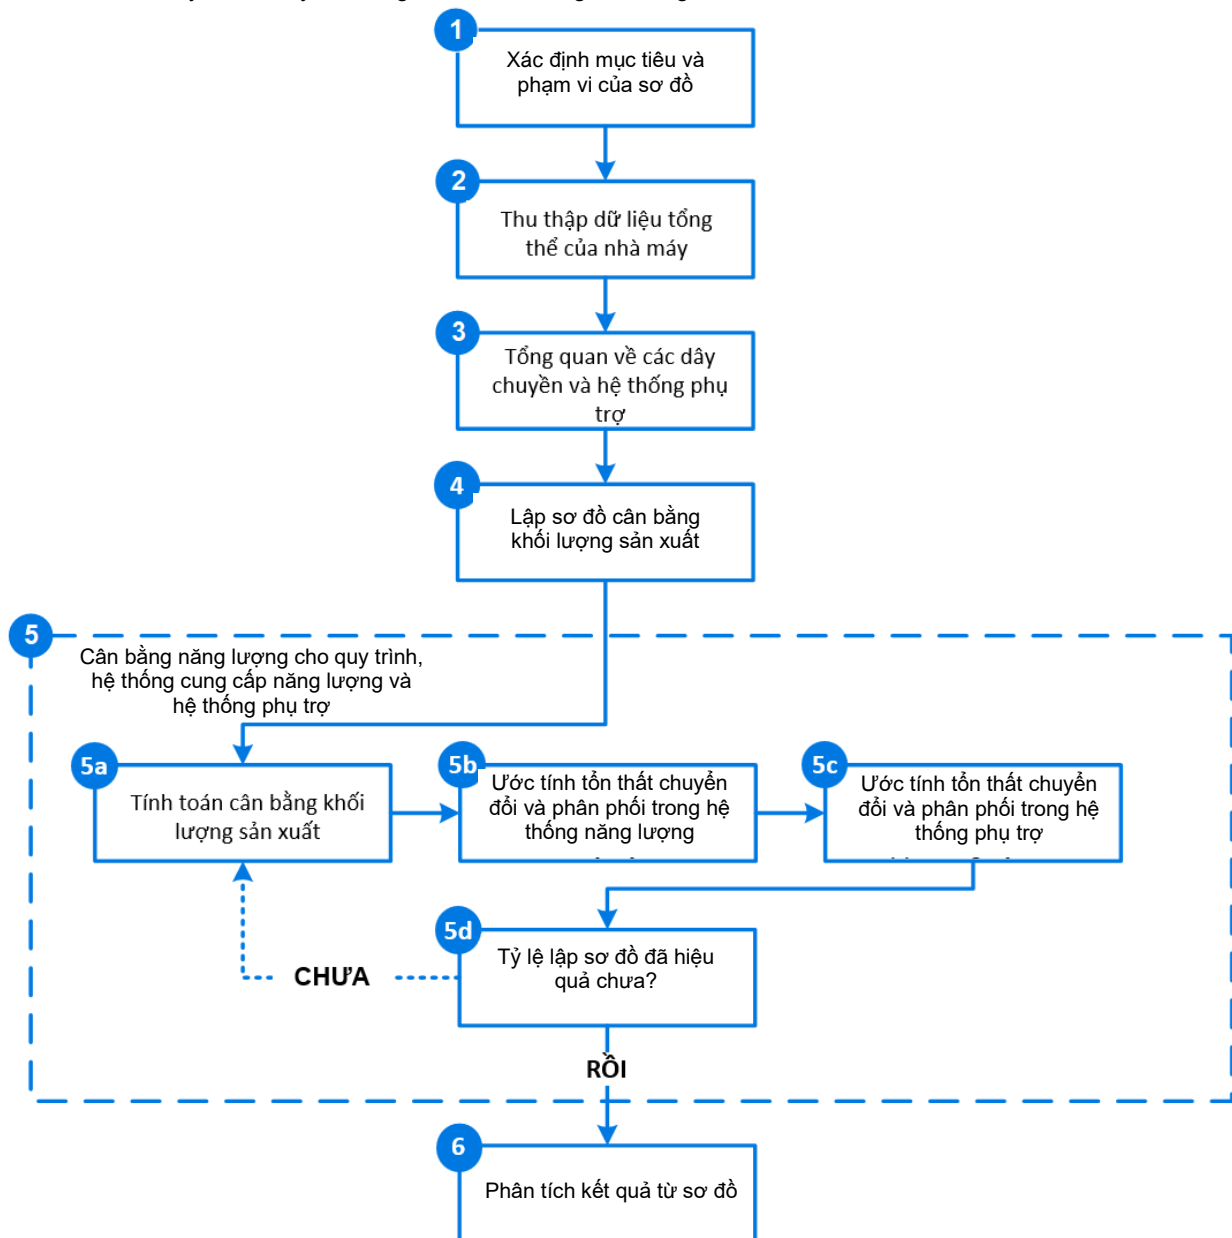 1
Xác định mục tiêu và
phạm vi của sơ đồ
2
Thu thập dữ liệu tổng
thể của nhà máy
3
Tổng quan về các dây
chuyền và hệ thống phụ
trợ
4
Lập sơ đồ cân bằng
khối lượng sản xuất
5
Cân bằng năng lượng cho quy trình,
hệ thống cung cấp năng lượng và
hệ thống phụ trợ
5a
Tính toán cân bằng khối
lượng sản xuất
5b
Ước tính tổn thất chuyển
đổi và phân phối trong hệ
thống năng lượng
5c
Ước tính tổn thất chuyển
đổi và phân phối trong hệ
thống phụ trợ
5d
Tỷ lệ lập sơ đồ đã hiệu
quả chưa?
CHƯA
RỒI
6
Phân tích kết quả từ sơ đồ